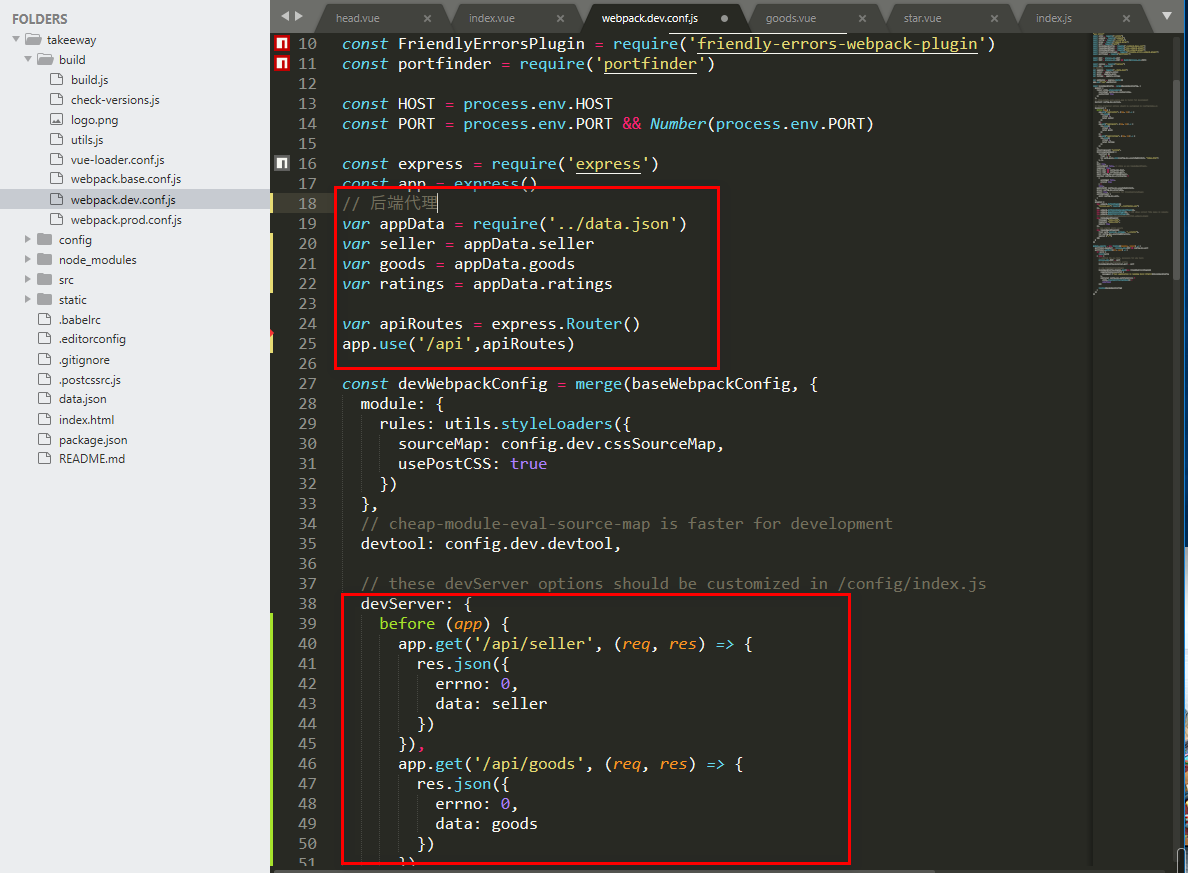 FOLDERS
takeeway
build
build.js
check-versions.js
logo.png
utils.js
vue-loader.conf.js
webpack.base.conf.js
webpack.dev.conf.js
webpack.prod.conf.js
config
node_modules
src
static
.babelrc
.editorconfig
.gitignore
.postcssrc.js
data.json
index.html
package.json
README.md
head.vue × index.vue × webpack.dev.conf.js goods.vue × star.vue × index.js ×
10 const FriendlyErrorsPlugin = require('friendly-errors-webpack-plugin')
11 const portfinder = require('portfinder')
12
13 const HOST = process.env.HOST
14 const PORT = process.env.PORT && Number(process.env.PORT)
15
16 const express = require('express')
17 const app = express()
18 // 后端代理
19 var appData = require('../data.json')
20 var seller = appData.seller
21 var goods = appData.goods
22 var ratings = appData.ratings
23
24 var apiRoutes = express.Router()
25 app.use('/api',apiRoutes)
26
27 const devWebpackConfig = merge(baseWebpackConfig, {
28 module: {
29 rules: utils.styleLoaders({
30 sourceMap: config.dev.cssSourceMap,
31 usePostCSS: true
32 })
33 },
34 // cheap-module-eval-source-map is faster for development
35 devtool: config.dev.devtool,
36
37 // these devServer options should be customized in /config/index.js
38 devServer: {
39 before (app) {
40 app.get('/api/seller', (req, res) => {
41 res.json({
42 errno: 0,
43 data: seller
44 })
45 }),
46 app.get('/api/goods', (req, res) => {
47 res.json({
48 errno: 0,
49 data: goods
50 })
51 })